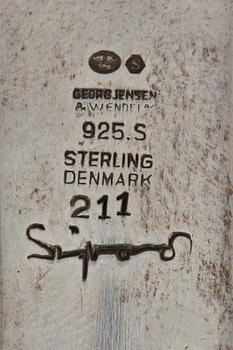 S
GEORG JENSEN
& WENDEL A/S
925.S
STERLING
DENMARK
211